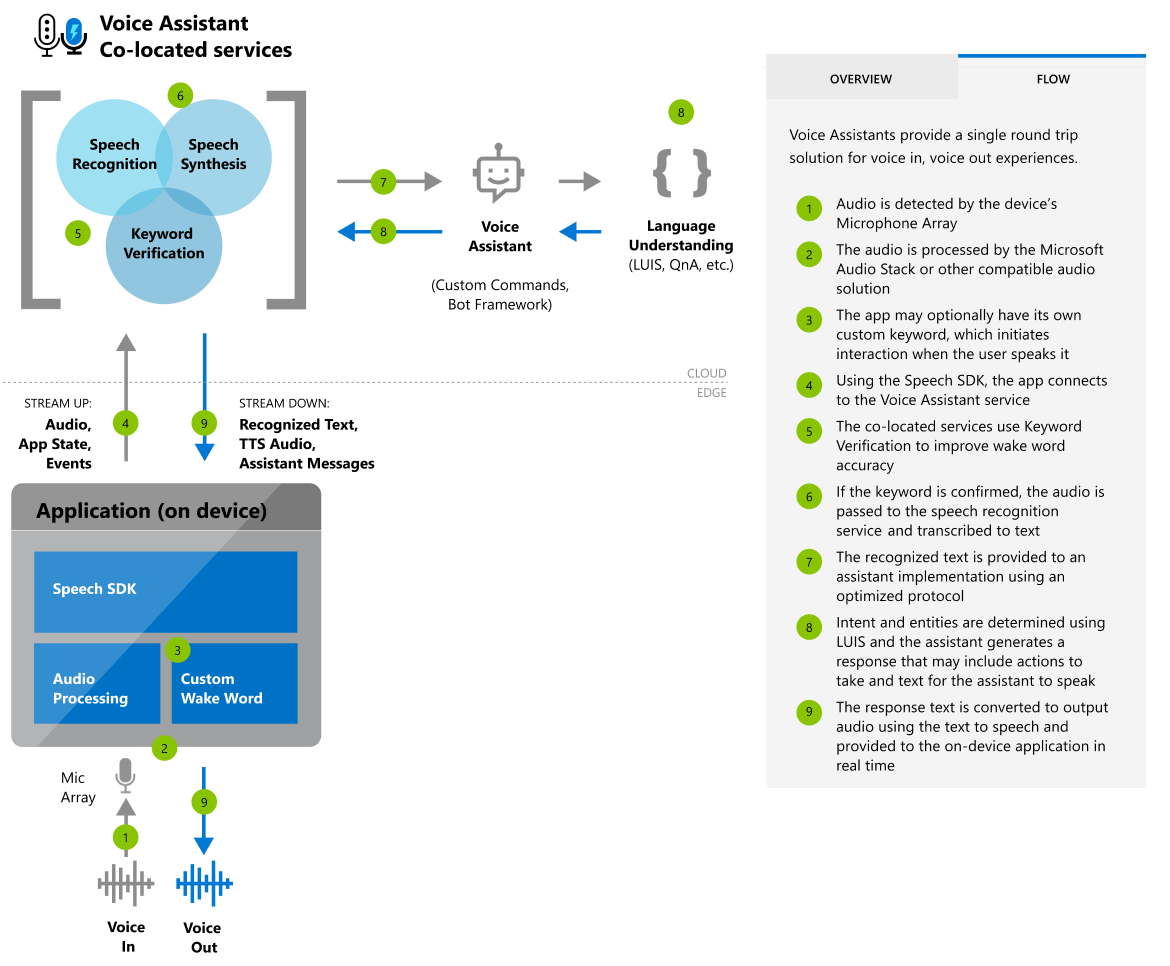 Voice Assistant
Co-located services
6
Speech
Recognition
Speech
Synthesis
5
Keyword
Verification
7
8
Voice
Assistant
(Custom Commands,
Bot Framework)
8
{ }
Language
Understanding
(LUIS, QnA, etc.)
CLOUD
EDGE
STREAM UP:
Audio,
App State,
Events
4
9
STREAM DOWN:
Recognized Text,
TTS Audio,
Assistant Messages
Application (on device)
Speech SDK
3
Audio
Processing
Custom
Wake Word
2
Mic
Array
1
9
Voice
In
Voice
Out
OVERVIEW
FLOW
Voice Assistants provide a single round trip
solution for voice in, voice out experiences.
1 Audio is detected by the device's
Microphone Array
2 The audio is processed by the Microsoft
Audio Stack or other compatible audio
solution
3 The app may optionally have its own
custom keyword, which initiates
interaction when the user speaks it
4 Using the Speech SDK, the app connects
to the Voice Assistant service
5 The co-located services use Keyword
Verification to improve wake word
accuracy
6 If the keyword is confirmed, the audio is
passed to the speech recognition
service and transcribed to text
7 The recognized text is provided to an
assistant implementation using an
optimized protocol
8 Intent and entities are determined using
LUIS and the assistant generates a
response that may include actions to
take and text for the assistant to speak
9 The response text is converted to output
audio using the text to speech and
provided to the on-device application in
real time